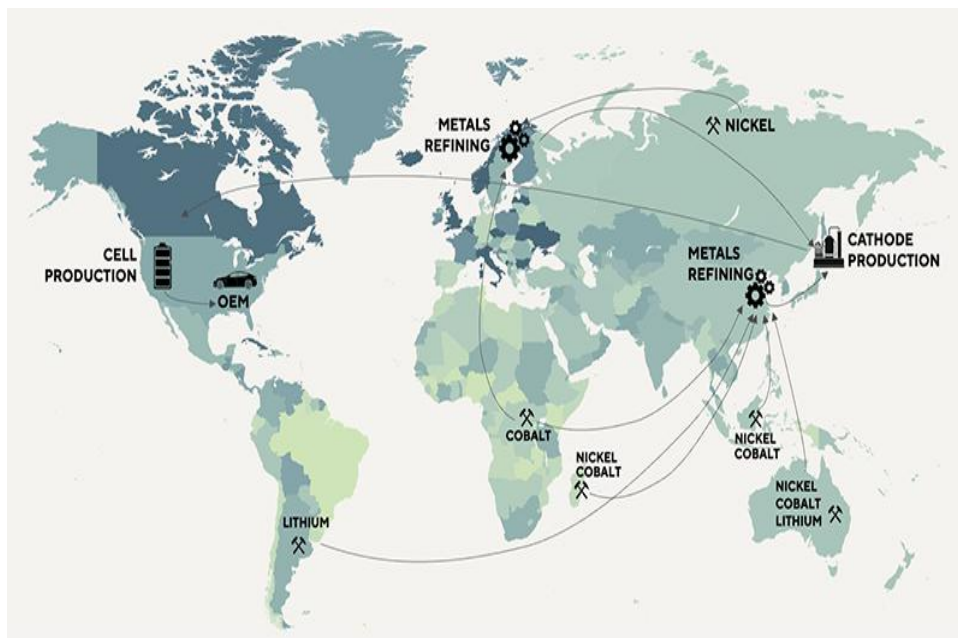 METALS
REFINING
NICKEL
CELL
PRODUCTION
OEM
METALS
REFINING
CATHODE
PRODUCTION
COBALT
NICKEL
COBALT
NICKEL
COBALT
NICKEL
COBALT
LITHIUM
LITHIUM